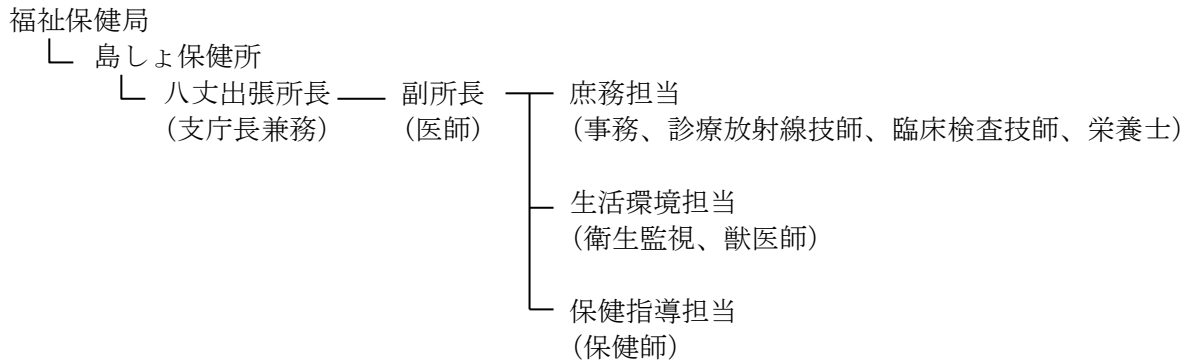 福祉保健局
島しょ保健所
八丈出張所長 副所長 庶務担当
（支庁長兼務） （医師） （事務、診療放射線技師、臨床検査技師、栄養士）
生活環境担当
（衛生監視、獣医師）
保健指導担当
（保健師）